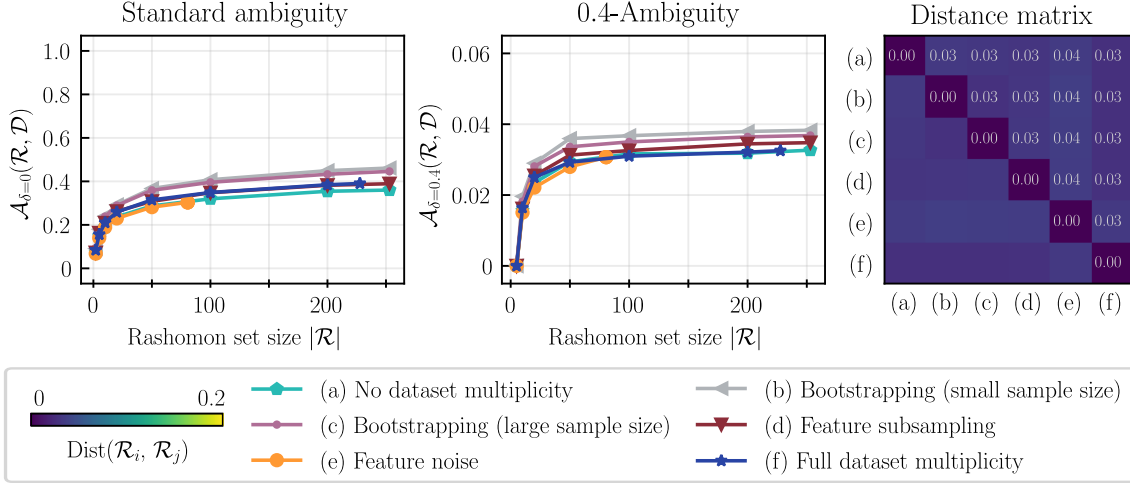 Standard ambiguity
0.4-Ambiguity
Distance matrix
𝒜δ=0(ℛ, 𝒟)
1.0
0.8
0.6
0.4
0.2
0
0
100
200
Rashomon set size |ℛ|
𝒜δ=0.4(ℛ, 𝒟)
0.06
0.04
0.02
0
0
100
200
Rashomon set size |ℛ|
(a) 0.00 0.03 0.03 0.03 0.04 0.03
(b) 0.00 0.03 0.03 0.04 0.03
(c) 0.00 0.03 0.04 0.03
(d) 0.00 0.04 0.03
(e) 0.00 0.03
(f) 0.00
(a) (b) (c) (d) (e) (f)
0 0.2
Dist(ℛi, ℛj)
(a) No dataset multiplicity
(b) Bootstrapping (small sample size)
(c) Bootstrapping (large sample size)
(d) Feature subsampling
(e) Feature noise
(f) Full dataset multiplicity